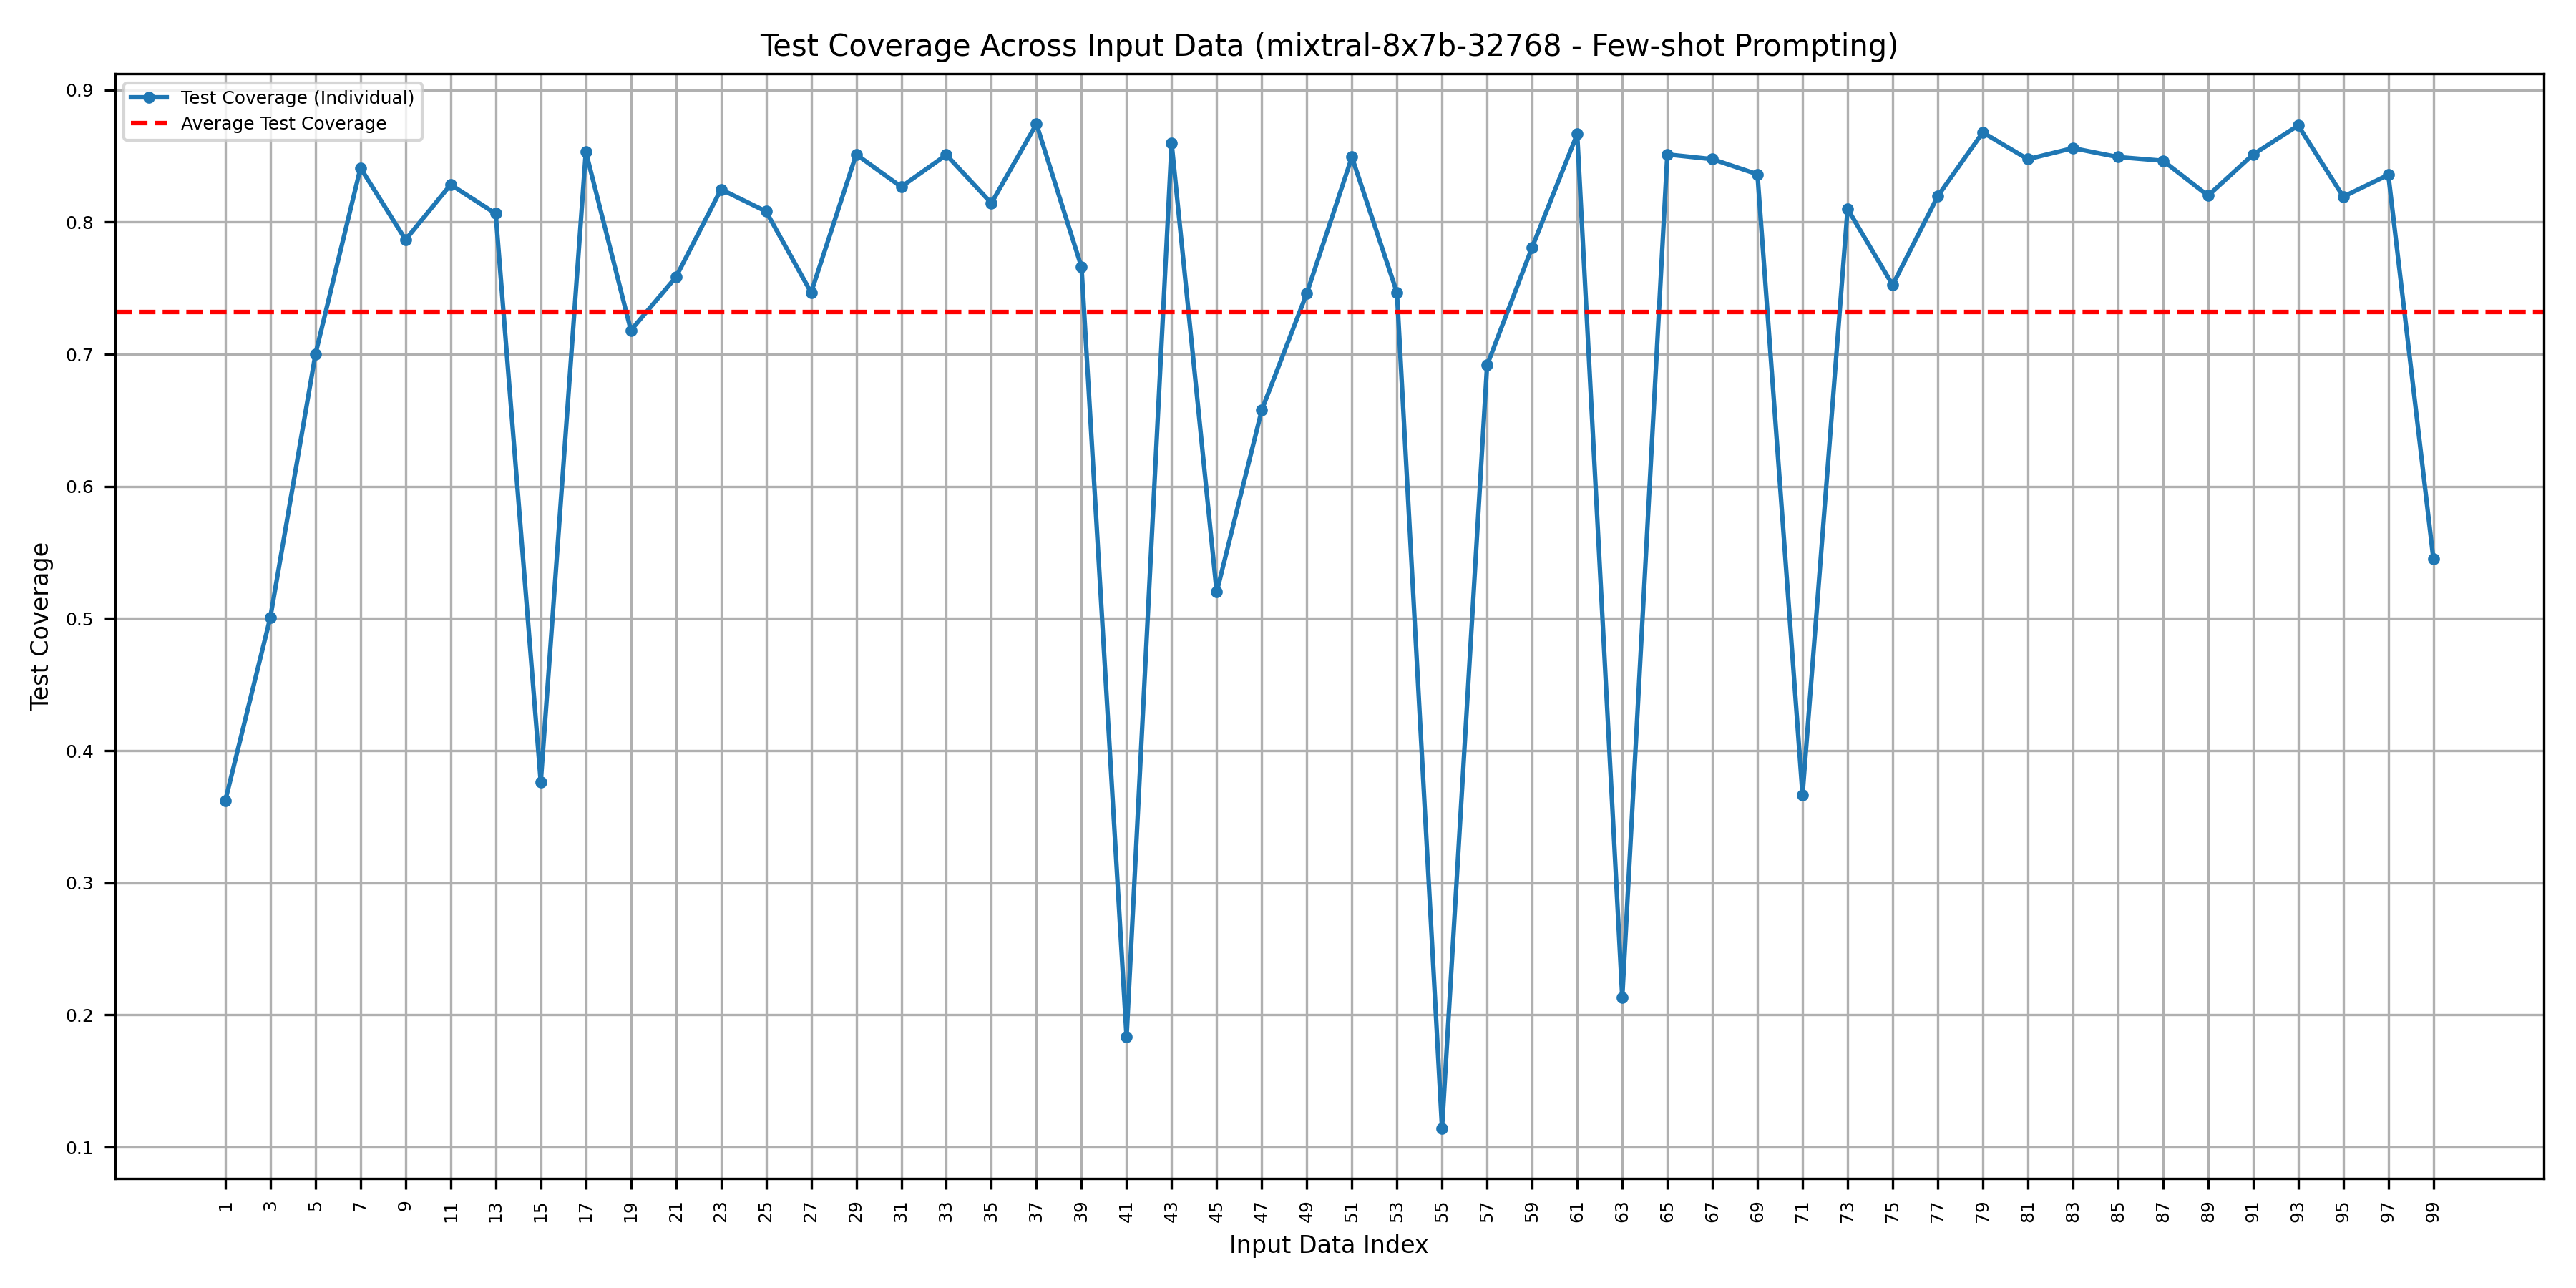 Test Coverage Across Input Data (mixtral-8x7b-32768 - Few-shot Prompting)
Test Coverage (Individual)
Average Test Coverage
0.9
0.8
0.7
0.6
0.5
0.4
0.3
0.2
0.1
Test Coverage
1 3 5 7 9 11 13 15 17 19 21 23 25 27 29 31 33 35 37 39 41 43 45 47 49 51 53 55 57 59 61 63 65 67 69 71 73 75 77 79 81 83 85 87 89 91 93 95 97 99
Input Data Index